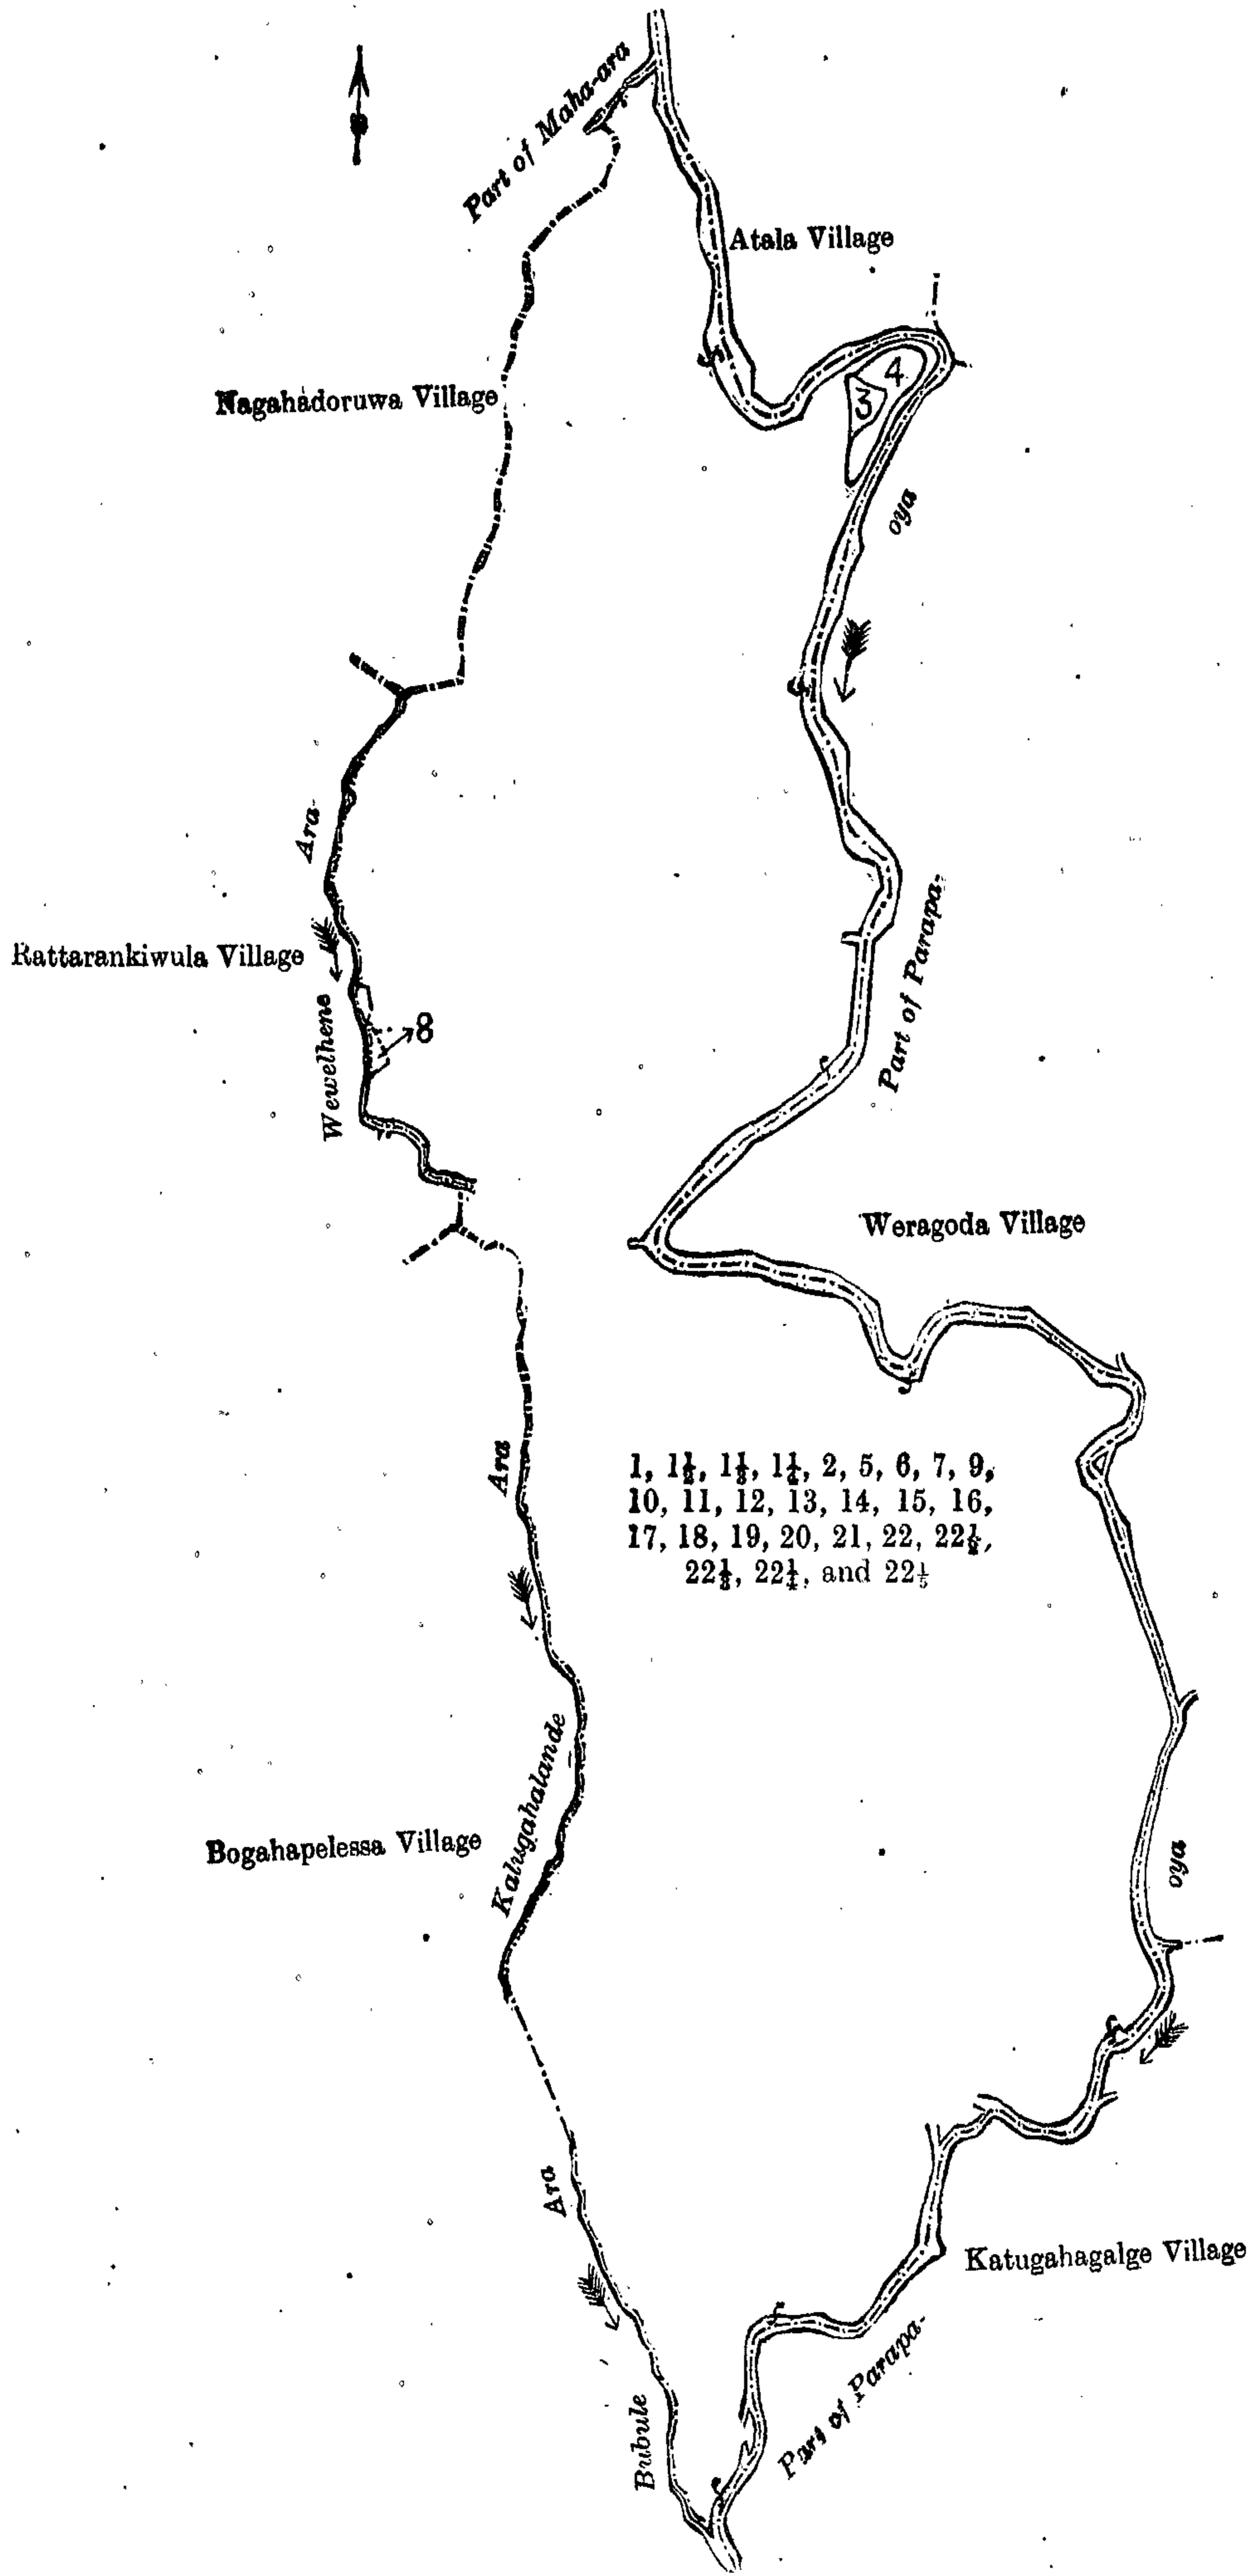 Part of Maha-ara
Atala Village
Nagahadoruwa Village
4
3
oya
Ara
Part of Parapa-
Rattarankiwula Village
Wewelhene
8
Weragoda Village
Ara
1, 1½, 1⅓, 1¼, 2, 5, 6, 7, 9,
10, 11, 12, 13, 14, 15, 16,
17, 18, 19, 20, 21, 22, 22½,
22⅓, 22¼, and 22⅕
Kalugahalande
Bogahapelessa Village
oya
Ara
Katugahagalge Village
Part of Parapa-
Bubule